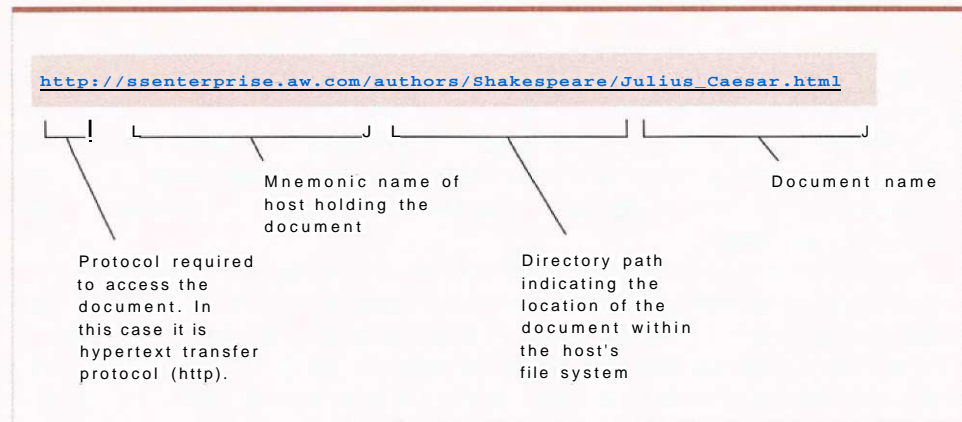 http://ssenterprise.aw.com/authors/Shakespeare/Julius_Caesar.html
Mnemonic name of
host holding the
document
Document name
Protocol required
to access the
document. In
this case it is
hypertext transfer
protocol (http).
Directory path
indicating the
location of the
document within
the host's
file system